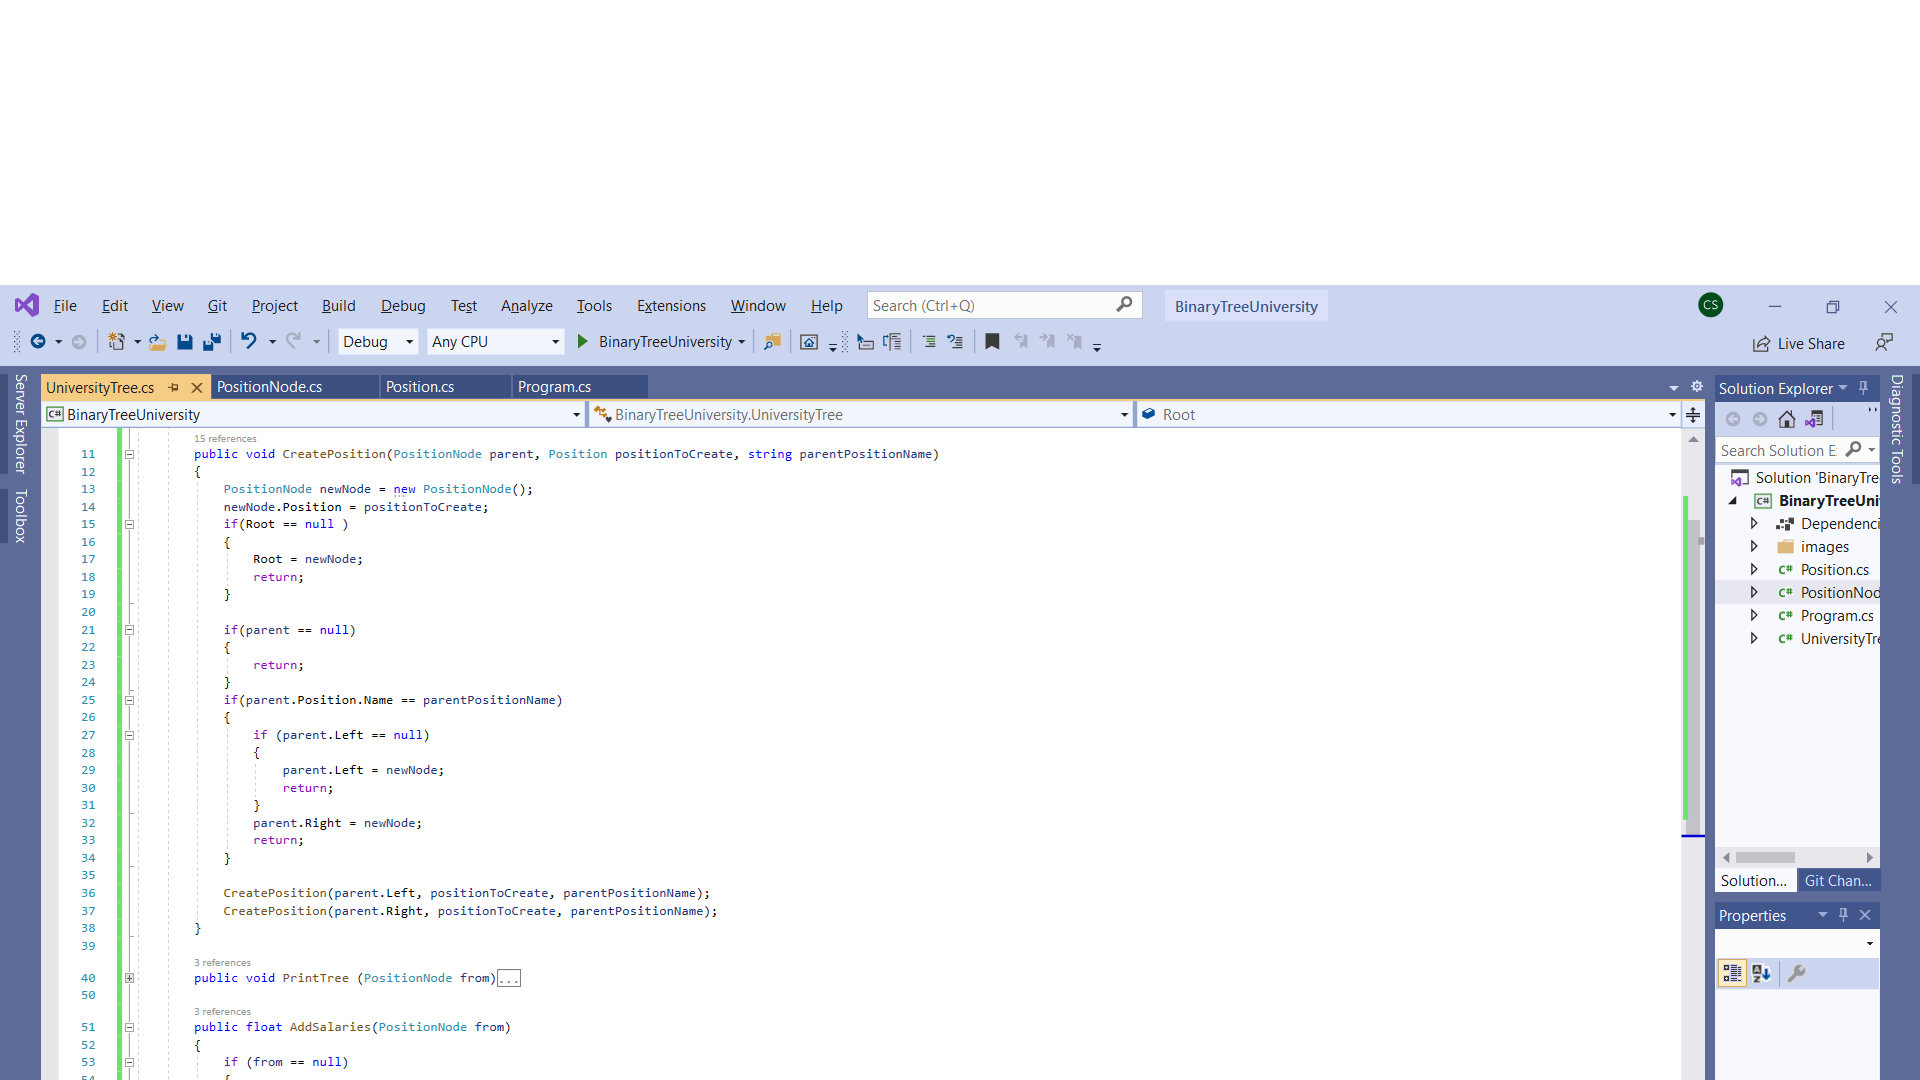 File Edit View Git Project Build Debug Test Analyze Tools Extensions Window Help Search (Ctrl+Q) BinaryTreeUniversity CS
Debug Any CPU BinaryTreeUniversity Live Share
Server Explorer
Toolbox
UniversityTree.cs PositionNode.cs Position.cs Program.cs
BinaryTreeUniversity BinaryTreeUniversity.UniversityTree Root
15 references
11 public void CreatePosition(PositionNode parent, Position positionToCreate, string parentPositionName)
12 {
13 PositionNode newNode = new PositionNode();
14 newNode.Position = positionToCreate;
15 if(Root == null )
16 {
17 Root = newNode;
18 return;
19 }
20
21 if(parent == null)
22 {
23 return;
24 }
25 if(parent.Position.Name == parentPositionName)
26 {
27 if (parent.Left == null)
28 {
29 parent.Left = newNode;
30 return;
31 }
32 parent.Right = newNode;
33 return;
34 }
35
36 CreatePosition(parent.Left, positionToCreate, parentPositionName);
37 CreatePosition(parent.Right, positionToCreate, parentPositionName);
38 }
39
3 references
40 public void PrintTree (PositionNode from)...
50
3 references
51 public float AddSalaries(PositionNode from)
52 {
53 if (from == null)
54 {
Solution Explorer
Search Solution E
Solution 'BinaryTre
BinaryTreeUni
Dependenci
images
Position.cs
PositionNod
Program.cs
UniversityTre
Solution... Git Chan...
Properties
Diagnostic Tools